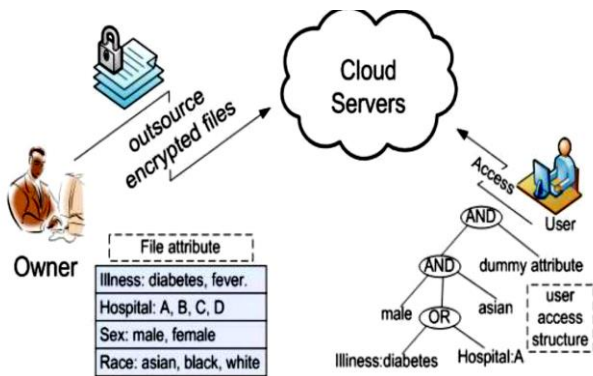 Cloud
Servers
outsource
encrypted files
Access
User
Owner
File attribute
Illness: diabetes, fever.
Hospital: A, B, C, D
Sex: male, female
Race: asian, black, white
AND
AND
dummy attribute
male
OR
asian
user
access
structure
Illness:diabetes
Hospital:A